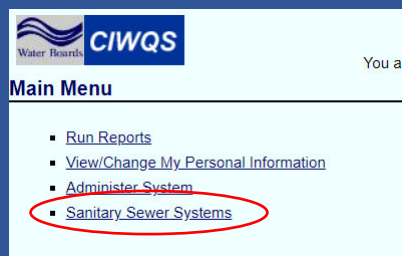 Water Boards CIWQS
You a
Main Menu
Run Reports
View/Change My Personal Information
Administer System
Sanitary Sewer Systems